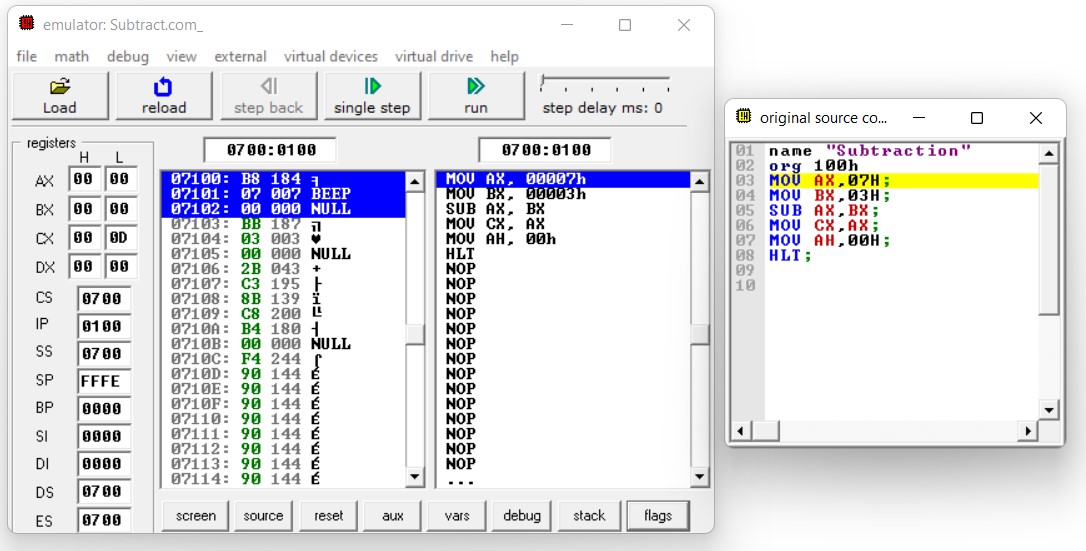 emulator: Subtract.com_
file math debug view external virtual devices virtual drive help
Load reload step back single step run step delay ms: 0
registers
H L
AX 00 00
BX 00 00
CX 00 0D
DX 00 00
CS 0700
IP 0100
SS 0700
SP FFFE
BP 0000
SI 0000
DI 0000
DS 0700
ES 0700
0700:0100
07100: B8 184 ╕
07101: 07 007 BEEP
07102: 00 000 NULL
07103: BB 187 ╗
07104: 03 003 ♥
07105: 00 000 NULL
07106: 2B 043 +
07107: C3 195 ├
07108: 8B 139 ï
07109: C8 200 ╚
0710A: B4 180 ┤
0710B: 00 000 NULL
0710C: F4 244 ⌠
0710D: 90 144 É
0710E: 90 144 É
0710F: 90 144 É
07110: 90 144 É
07111: 90 144 É
07112: 90 144 É
07113: 90 144 É
07114: 90 144 É
0700:0100
MOV AX, 00007h
MOV BX, 00003h
SUB AX, BX
MOV CX, AX
MOV AH, 00h
HLT
NOP
NOP
NOP
NOP
NOP
NOP
NOP
NOP
NOP
NOP
NOP
NOP
NOP
NOP
...
screen source reset aux vars debug stack flags
original source co...
01 name "Subtraction"
02 org 100h
03 MOV AX,07H;
04 MOV BX,03H;
05 SUB AX,BX;
06 MOV CX,AX;
07 MOV AH,00H;
08 HLT;
09
10